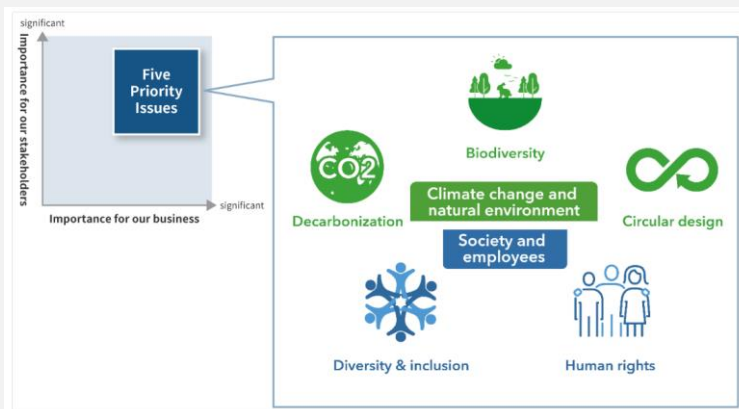 significant
Importance for our stakeholders
Five
Priority
Issues
significant
Importance for our business
Biodiversity
CO2
Decarbonization
Climate change and
natural environment
Circular design
Society and
employees
Diversity & inclusion
Human rights